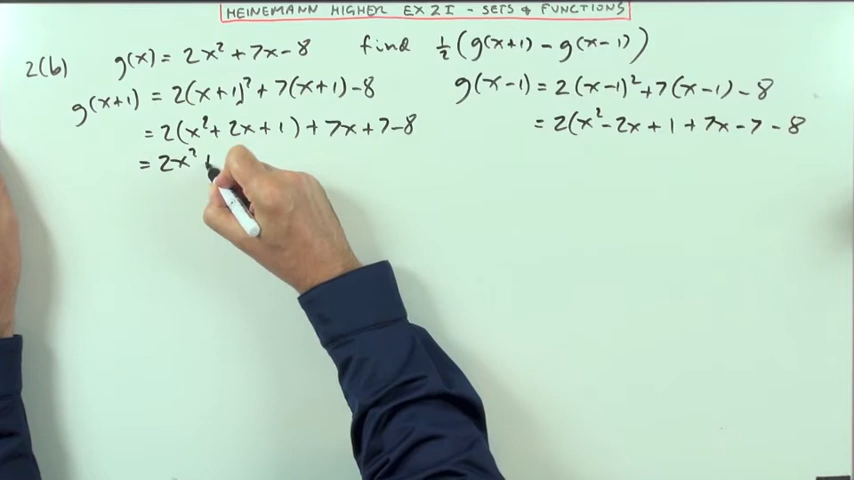 HEINEMANN HIGHER EX 2I - SETS & FUNCTIONS
2(b) g(x) = 2x² + 7x - 8 find ½(g(x+1) - g(x-1))
g(x+1) = 2(x+1)² + 7(x+1) - 8
= 2(x² + 2x + 1) + 7x + 7 - 8
= 2x²
g(x-1) = 2(x-1)² + 7(x-1) - 8
= 2(x² - 2x + 1 + 7x - 7 - 8